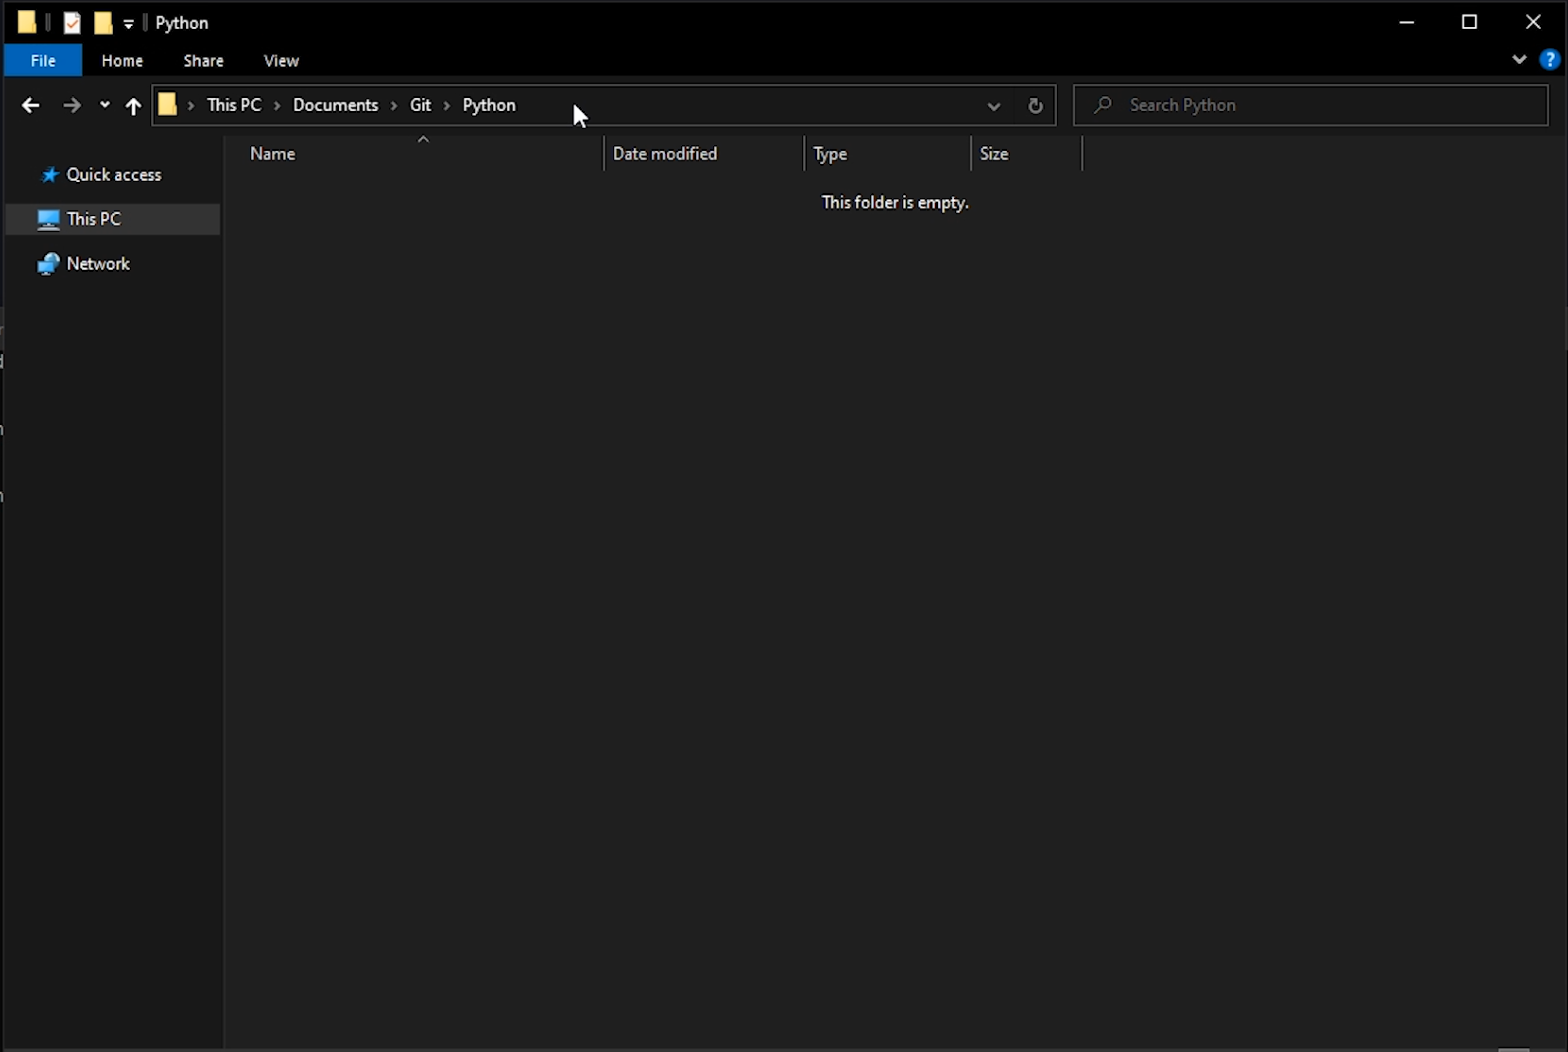 Python
File Home Share View
This PC > Documents > Git > Python
Search Python
Name Date modified Type Size
Quick access
This folder is empty.
This PC
Network